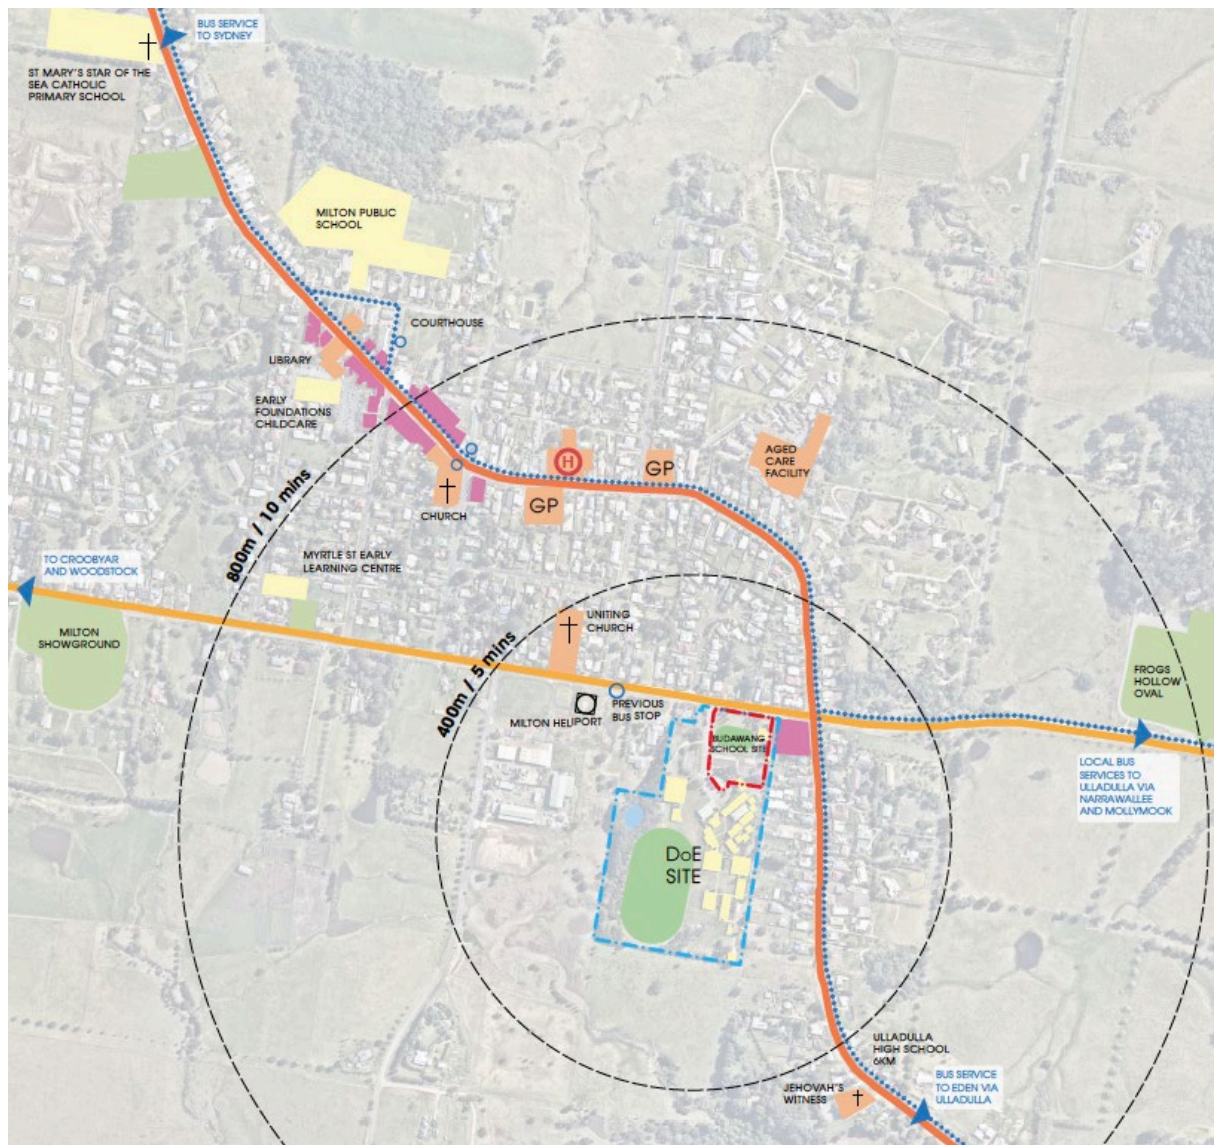 BUS SERVICE
TO SYDNEY
ST MARY'S STAR OF THE
SEA CATHOLIC
PRIMARY SCHOOL
MILTON PUBLIC
SCHOOL
COURTHOUSE
LIBRARY
EARLY
FOUNDATIONS
CHILDCARE
AGED
CARE
FACILITY
H
GP
GP
CHURCH
800m / 10 mins
MYRTLE ST EARLY
LEARNING CENTRE
TO CROOBYAR
AND WOODSTOCK
MILTON
SHOWGROUND
UNITING
CHURCH
400m / 5 mins
FROGS
HOLLOW
OVAL
MILTON HELIPORT
PREVIOUS
BUS STOP
BUDAWANG
SCHOOL SITE
LOCAL BUS
SERVICES TO
ULLADULLA VIA
NARRAWALLEE
AND MOLLYMOOK
DoE
SITE
ULLADULLA
HIGH SCHOOL
6KM
BUS SERVICE
TO EDEN VIA
ULLADULLA
JEHOVAH'S
WITNESS